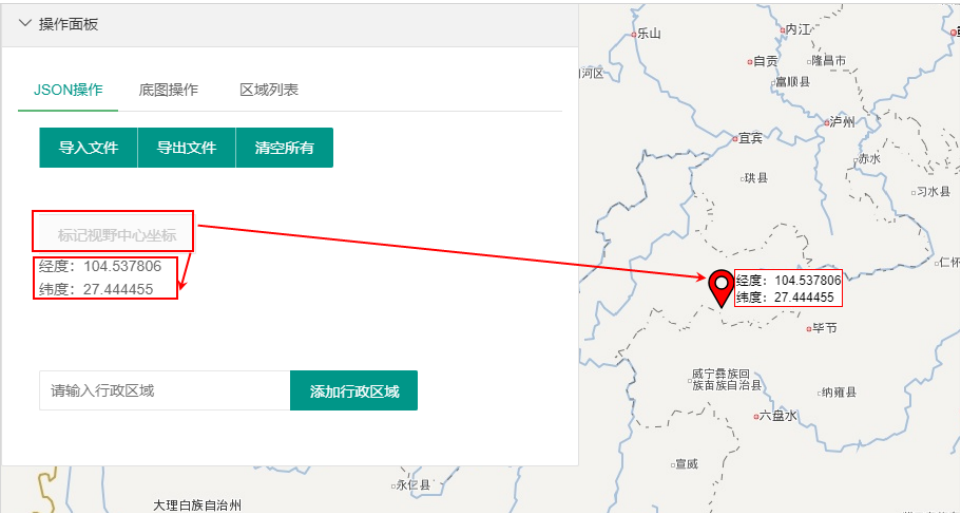 操作面板
JSON操作
底图操作
区域列表
导入文件
导出文件
清空所有
标记视野中心坐标
经度：104.537806
纬度：27.444455
请输入行政区域
添加行政区域
乐山
内江
自贡
隆昌市
河区
富顺县
泸州
宜宾
赤水
珙县
习水县
仁怀
经度：104.537806
纬度：27.444455
毕节
威宁彝族回
族苗族自治县
纳雍县
六盘水
宣威
永仁县
大理白族自治州